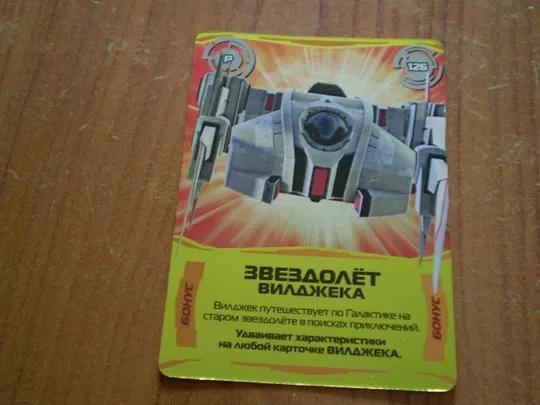 Р
126
ЗВЕЗДОЛЁТ
ВИЛДЖЕКА
БОНУС
Вилджек путешествует по Галактике на
старом звездолёте в поисках приключений.
Удваивает характеристики
на любой карточке ВИЛДЖЕКА.
БОНУС